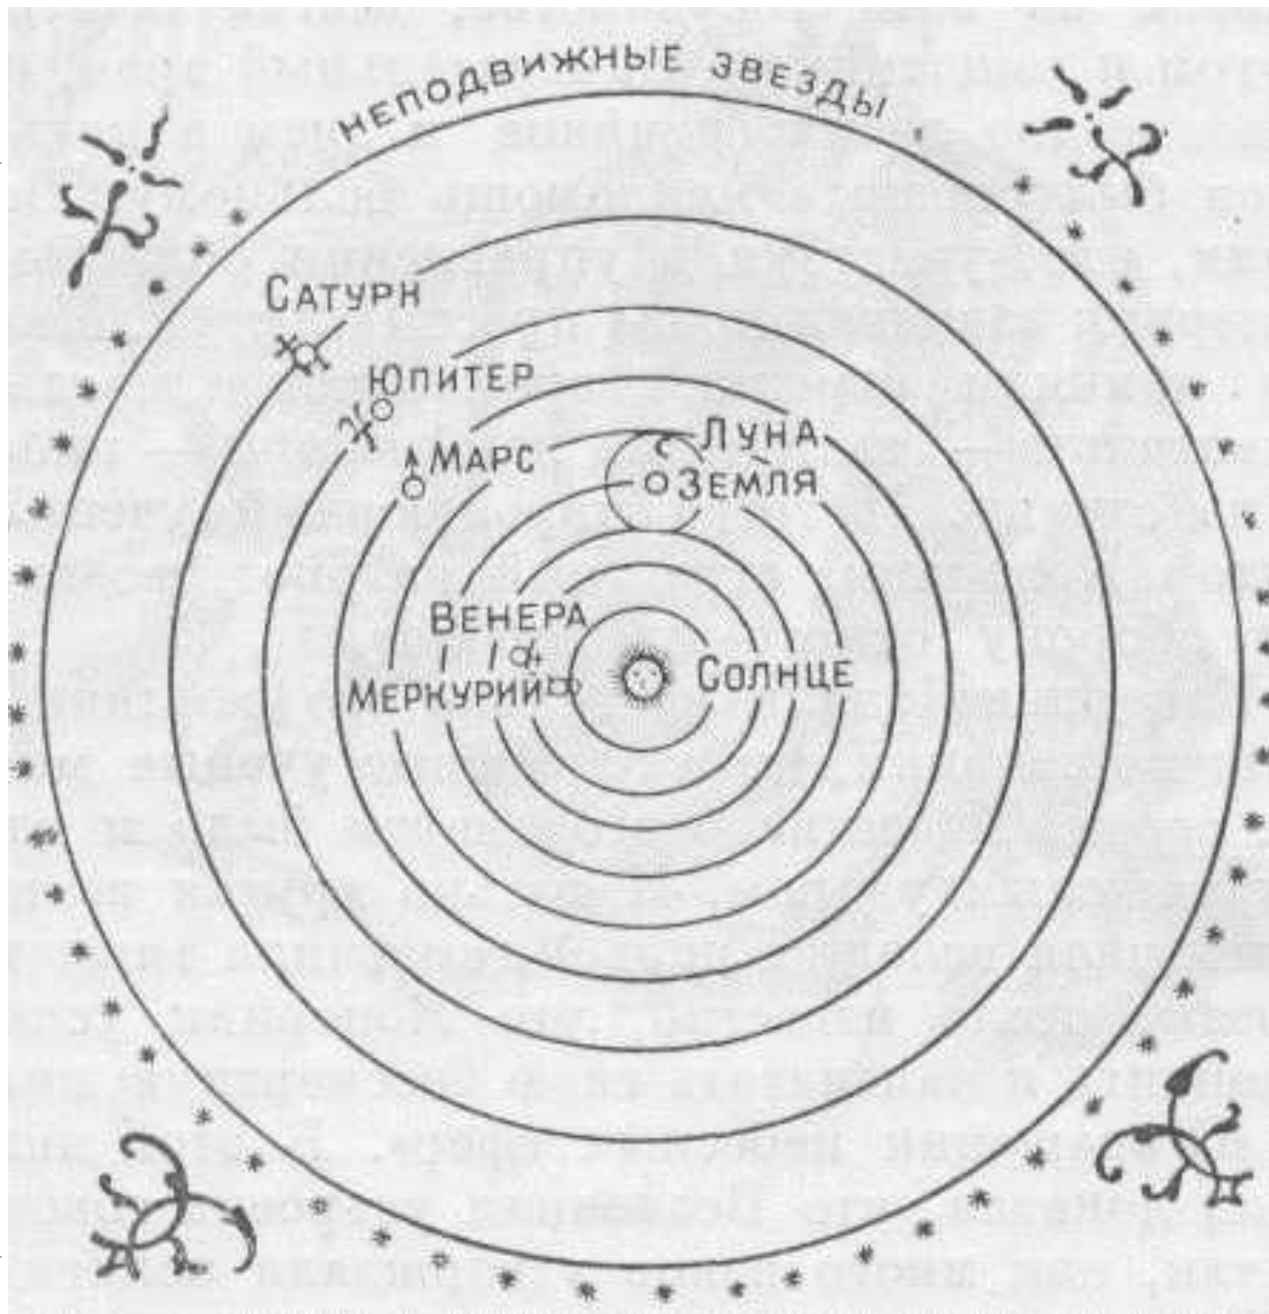 НЕПОДВИЖНЫЕ ЗВЕЗДЫ
САТУРН
ЮПИТЕР
ЛУНА
МАРС
ЗЕМЛЯ
ВЕНЕРА
СОЛНЦЕ
МЕРКУРИЙ